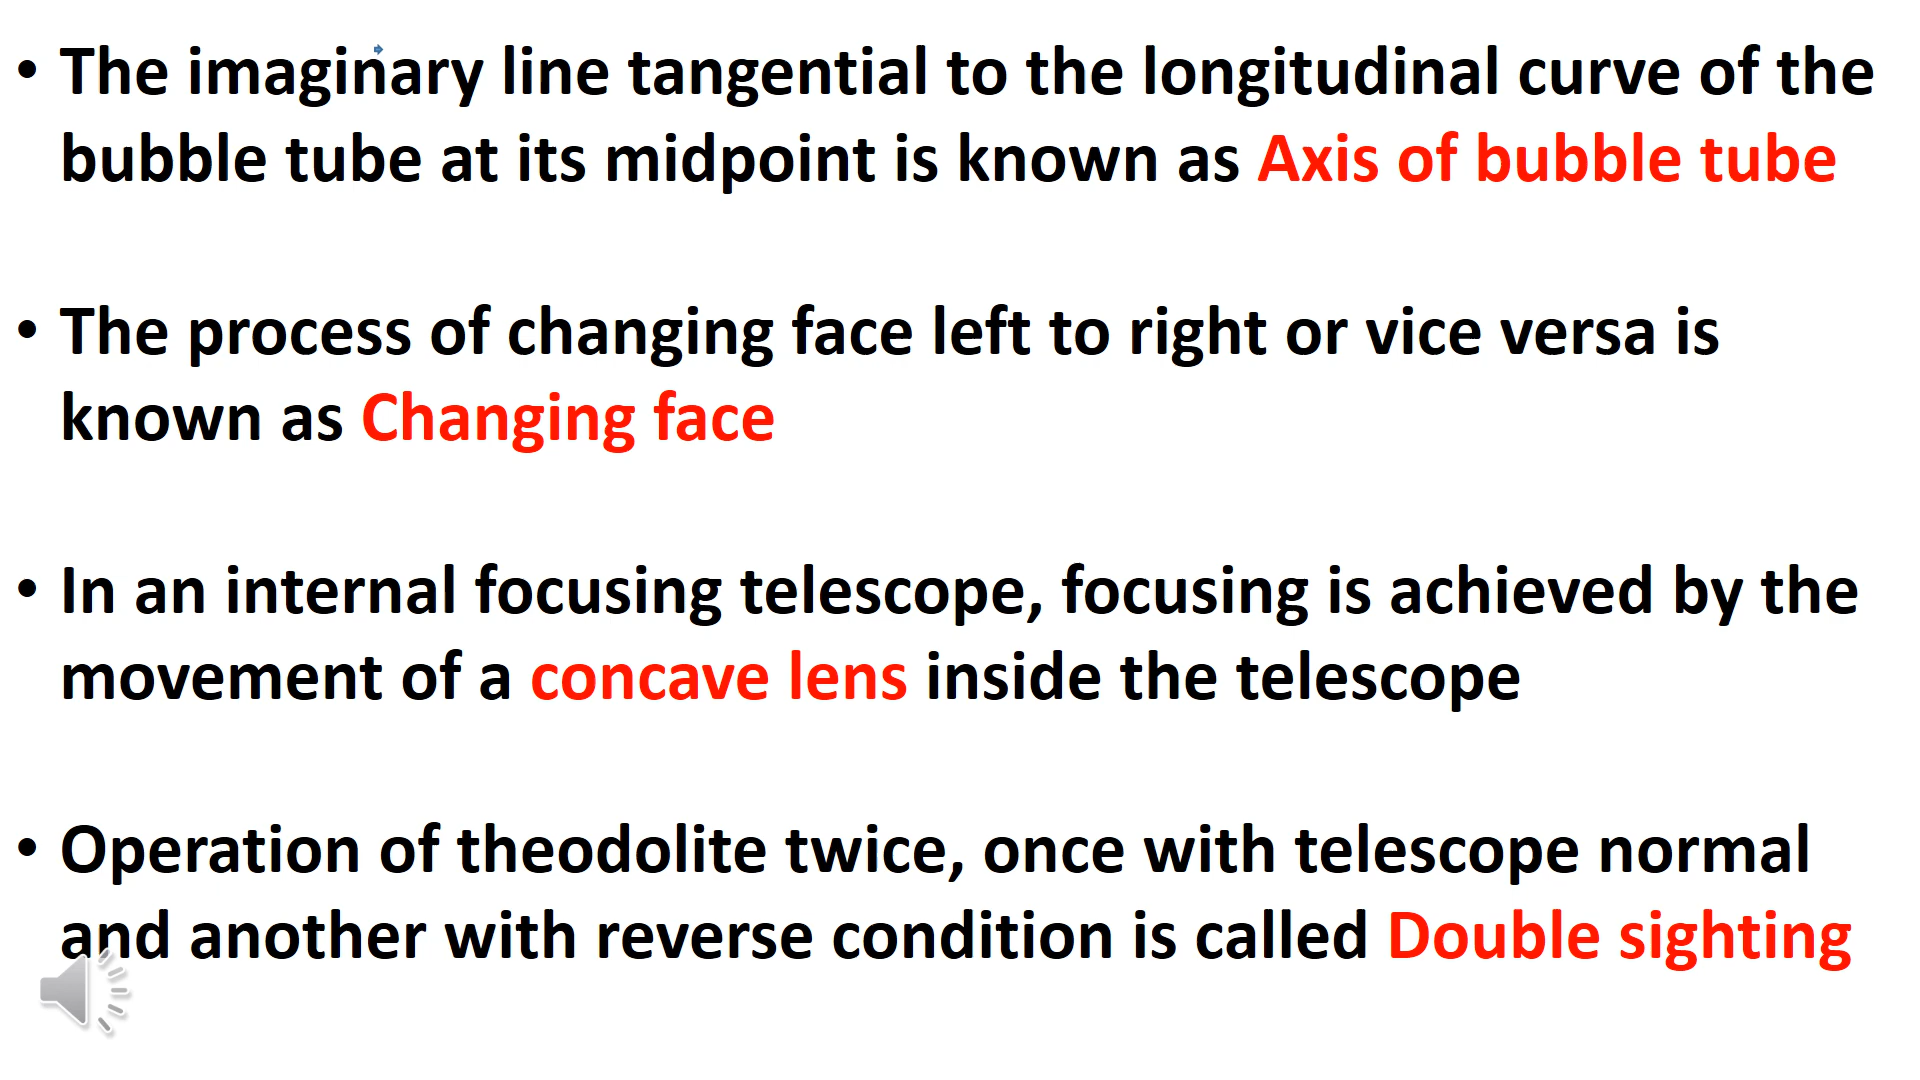 • The imaginary line tangential to the longitudinal curve of the
bubble tube at its midpoint is known as Axis of bubble tube
• The process of changing face left to right or vice versa is
known as Changing face
• In an internal focusing telescope, focusing is achieved by the
movement of a concave lens inside the telescope
• Operation of theodolite twice, once with telescope normal
and another with reverse condition is called Double sighting